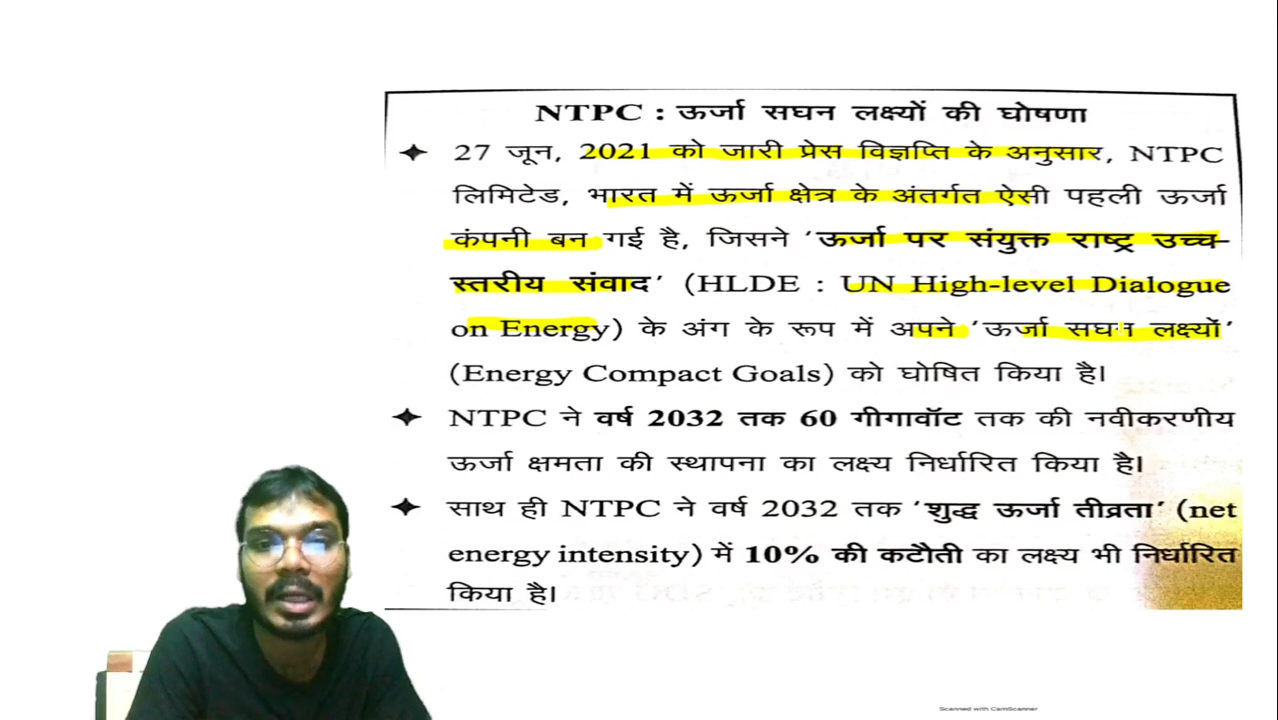 NTPC : ऊर्जा सघन लक्ष्यों की घोषणा
✦ 27 जून, 2021 को जारी प्रेस विज्ञप्ति के अनुसार, NTPC
लिमिटेड, भारत में ऊर्जा क्षेत्र के अंतर्गत ऐसी पहली ऊर्जा
कंपनी बन गई है, जिसने ‘ऊर्जा पर संयुक्त राष्ट्र उच्च-
स्तरीय संवाद’ (HLDE : UN High-level Dialogue
on Energy) के अंग के रूप में अपने ‘ऊर्जा सघन लक्ष्यों’
(Energy Compact Goals) को घोषित किया है।
✦ NTPC ने वर्ष 2032 तक 60 गीगावॉट तक की नवीकरणीय
ऊर्जा क्षमता की स्थापना का लक्ष्य निर्धारित किया है।
✦ साथ ही NTPC ने वर्ष 2032 तक ‘शुद्ध ऊर्जा तीव्रता’ (net
energy intensity) में 10% की कटौती का लक्ष्य भी निर्धारित
किया है।
Scanned with CamScanner